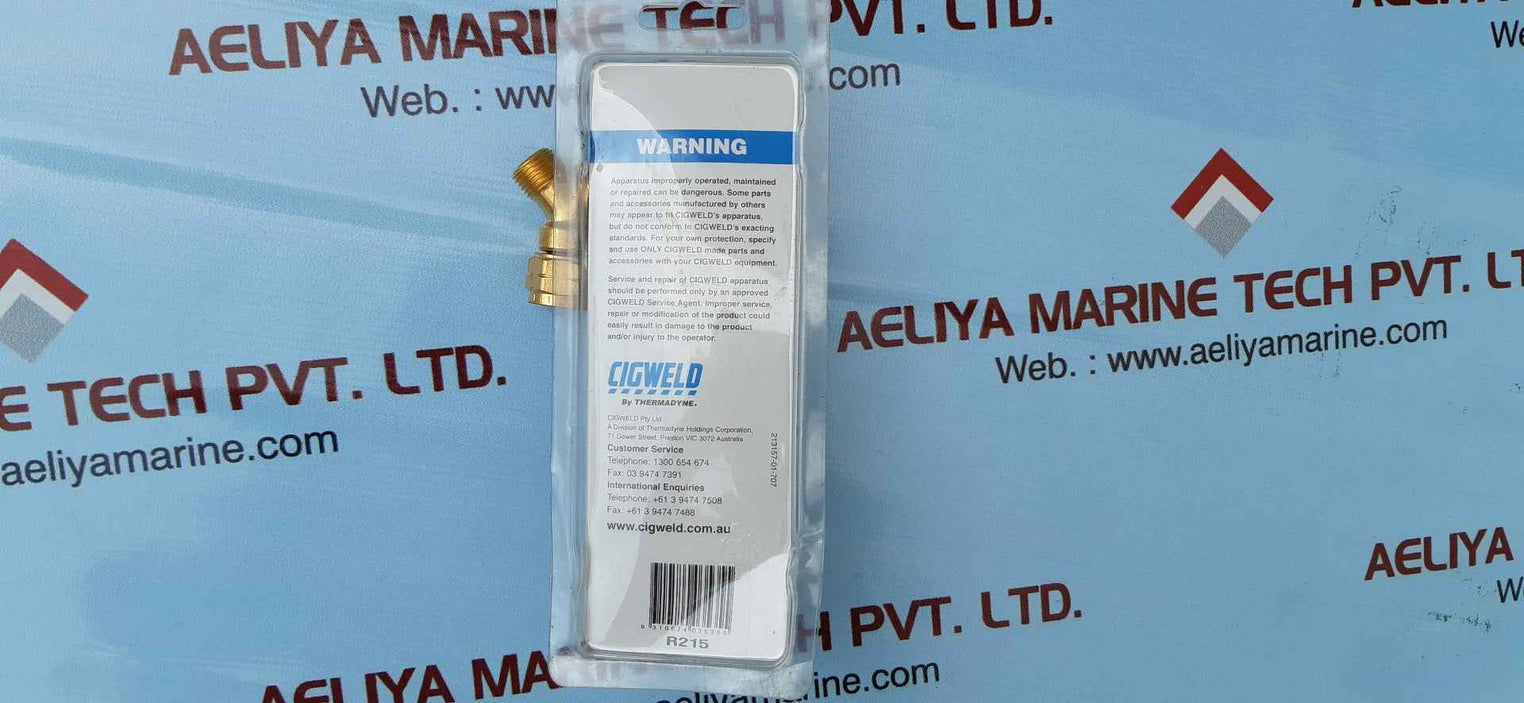 AELIYA MARINE TECH PVT. LTD.
Web. : ww
.com
We
WARNING
Apparatus improperly operated, maintained
or repaired can be dangerous. Some parts
and accessories manufactured by others
may appear to fit CIGWELD's apparatus,
but do not conform to CIGWELD's exacting
standards. For your own protection, specify
and use ONLY CIGWELD made parts and
accessories with your CIGWELD equipment.
Service and repair of CIGWELD apparatus
should be performed only by an approved
CIGWELD Service Agent. Improper service,
repair or modification of the product could
easily result in damage to the product
and/or injury to the operator.
CIGWELD
By THERMADYNE.
CIGWELD Pty Ltd
A Division of Thermadyne Holdings Corporation,
71 Gower Street, Preston VIC 3072 Australia
Customer Service
Telephone: 1300 654 674
Fax: 03 9474 7391
International Enquiries
Telephone: +61 3 9474 7508
Fax: +61 3 9474 7488
www.cigweld.com.au
213157-01-707
R215
AELIYA MARINE TECH PVT. LT
Web. : www.aeliyamarine.com
E TECH PVT. LTD.
aeliyamarine.com
AELIYA
W
AELIYA MA
H PVT. LTD.
ine.com